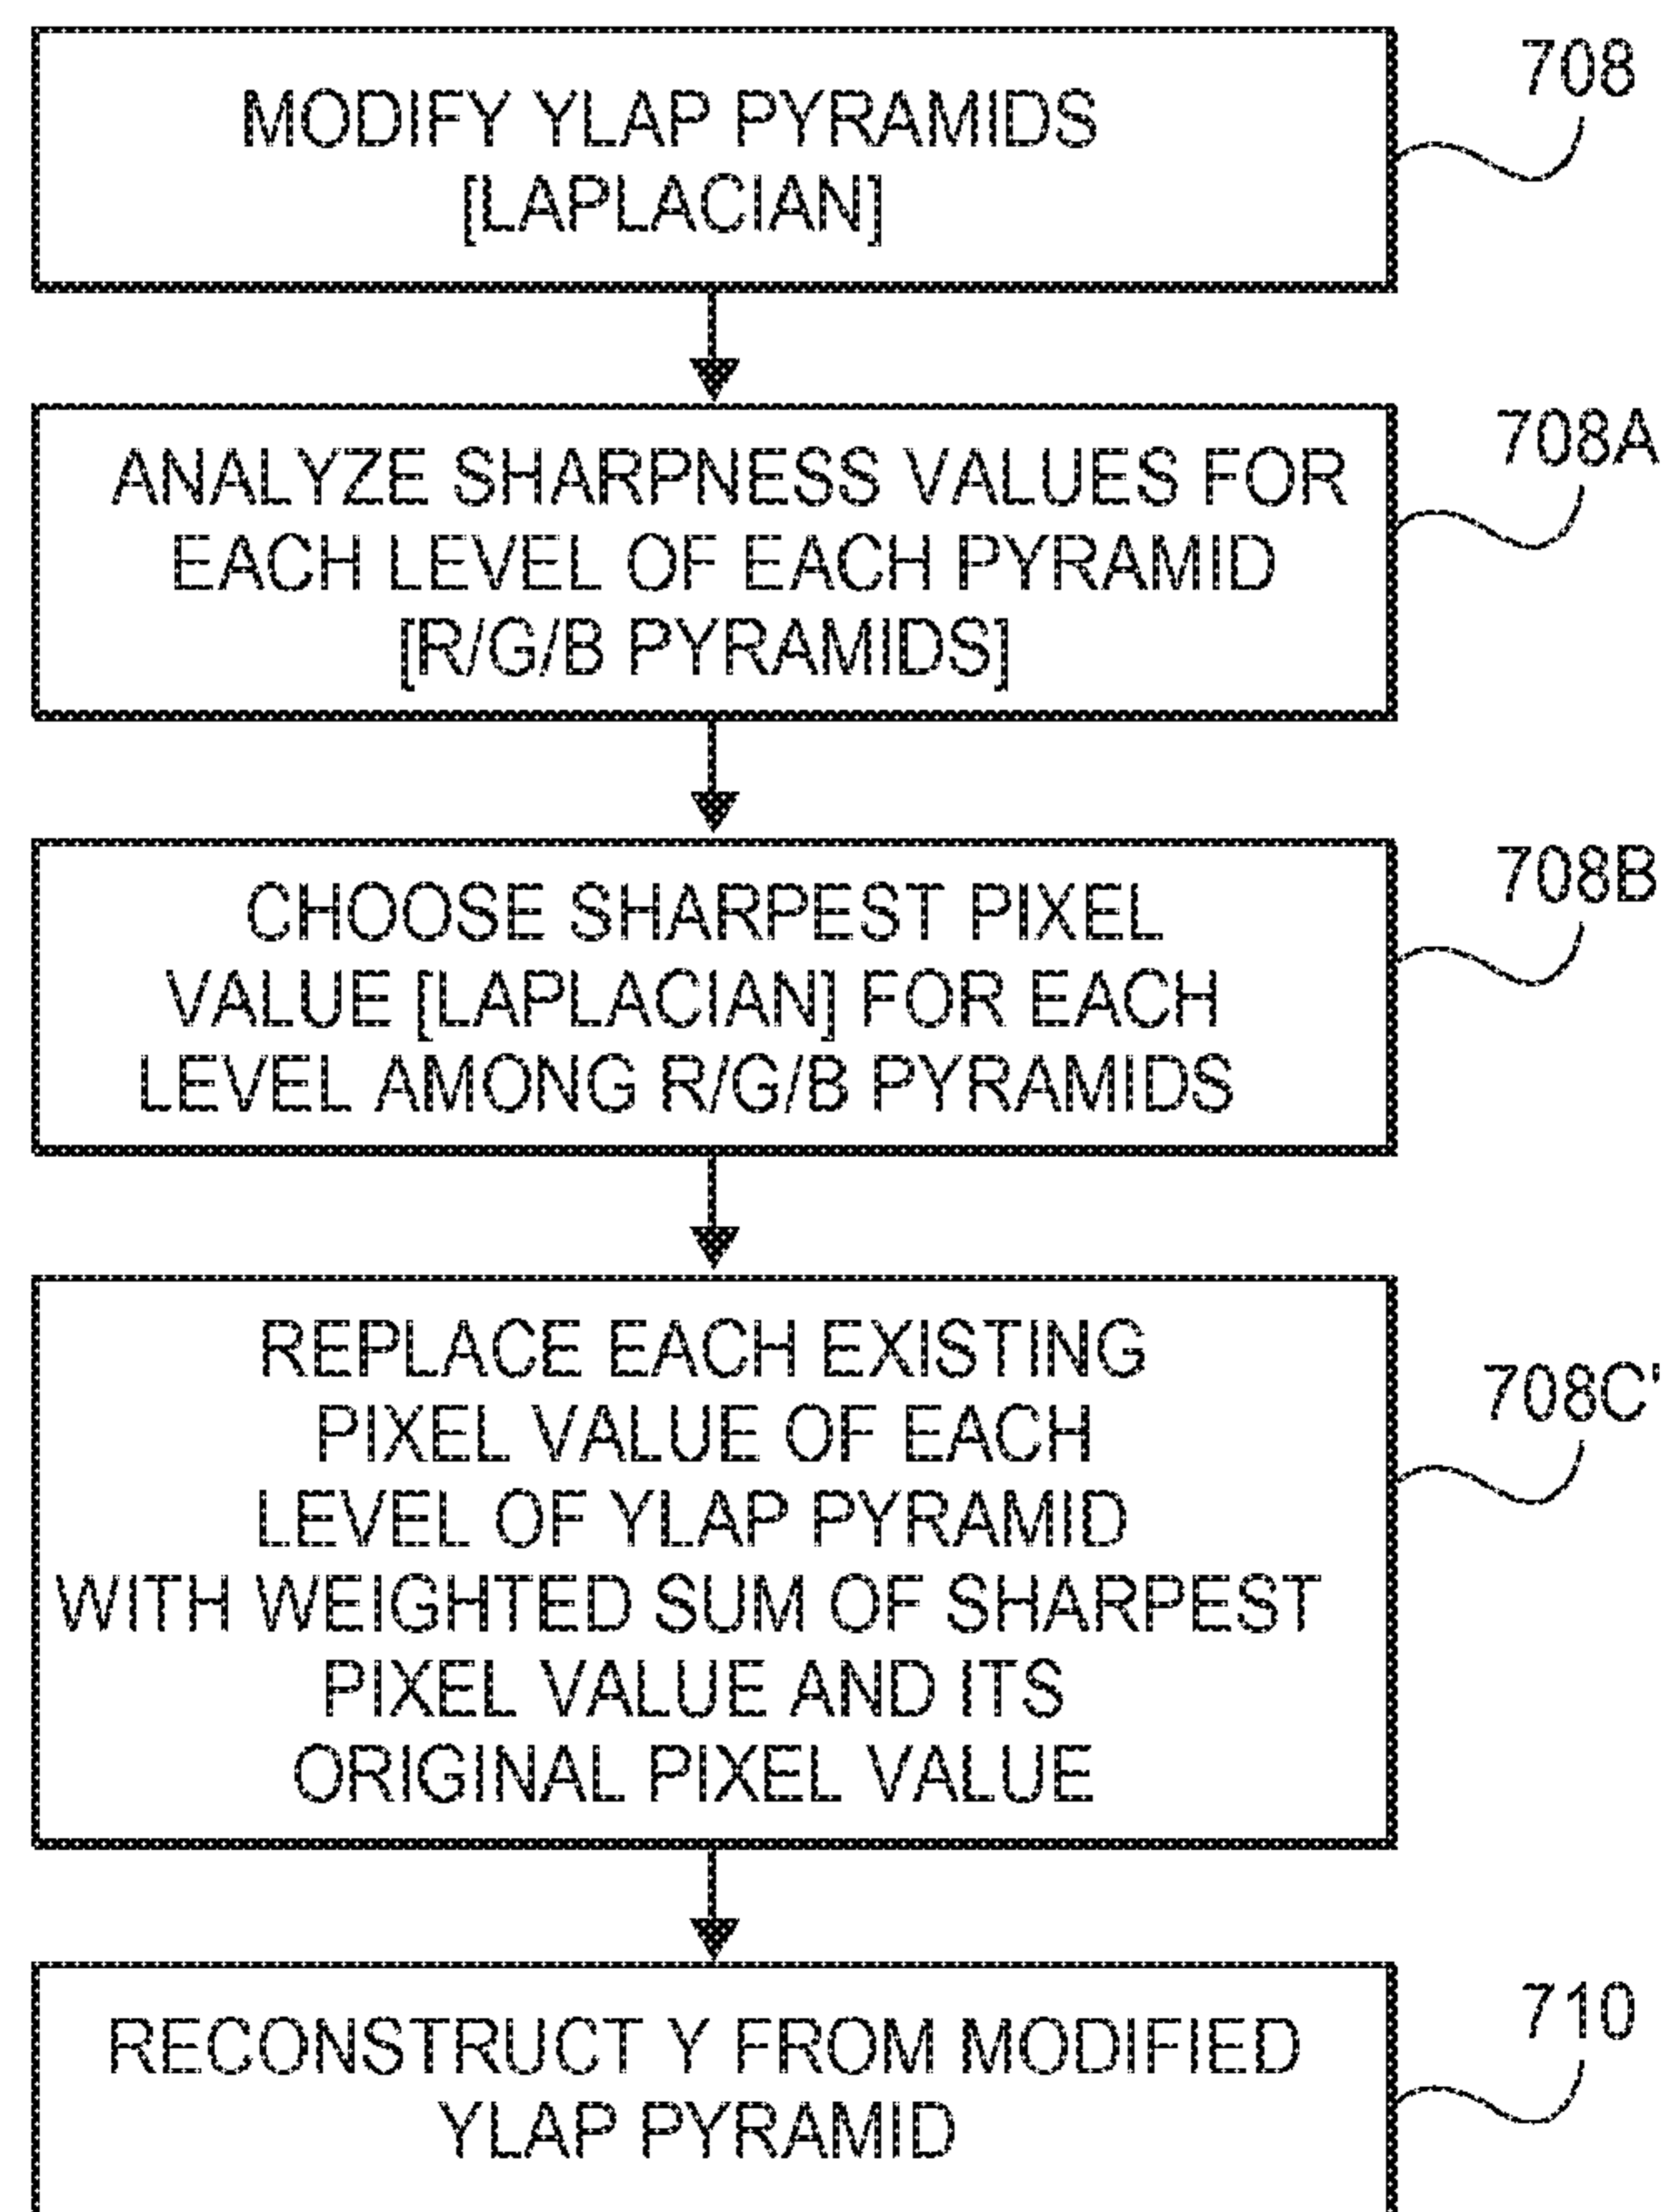 MODIFY YLAP PYRAMIDS
[LAPLACIAN]
708
ANALYZE SHARPNESS VALUES FOR
EACH LEVEL OF EACH PYRAMID
[R/G/B PYRAMIDS]
708A
CHOOSE SHARPEST PIXEL
VALUE [LAPLACIAN] FOR EACH
LEVEL AMONG R/G/B PYRAMIDS
708B
REPLACE EACH EXISTING
PIXEL VALUE OF EACH
LEVEL OF YLAP PYRAMID
WITH WEIGHTED SUM OF SHARPEST
PIXEL VALUE AND ITS
ORIGINAL PIXEL VALUE
708C'
RECONSTRUCT Y FROM MODIFIED
YLAP PYRAMID
710